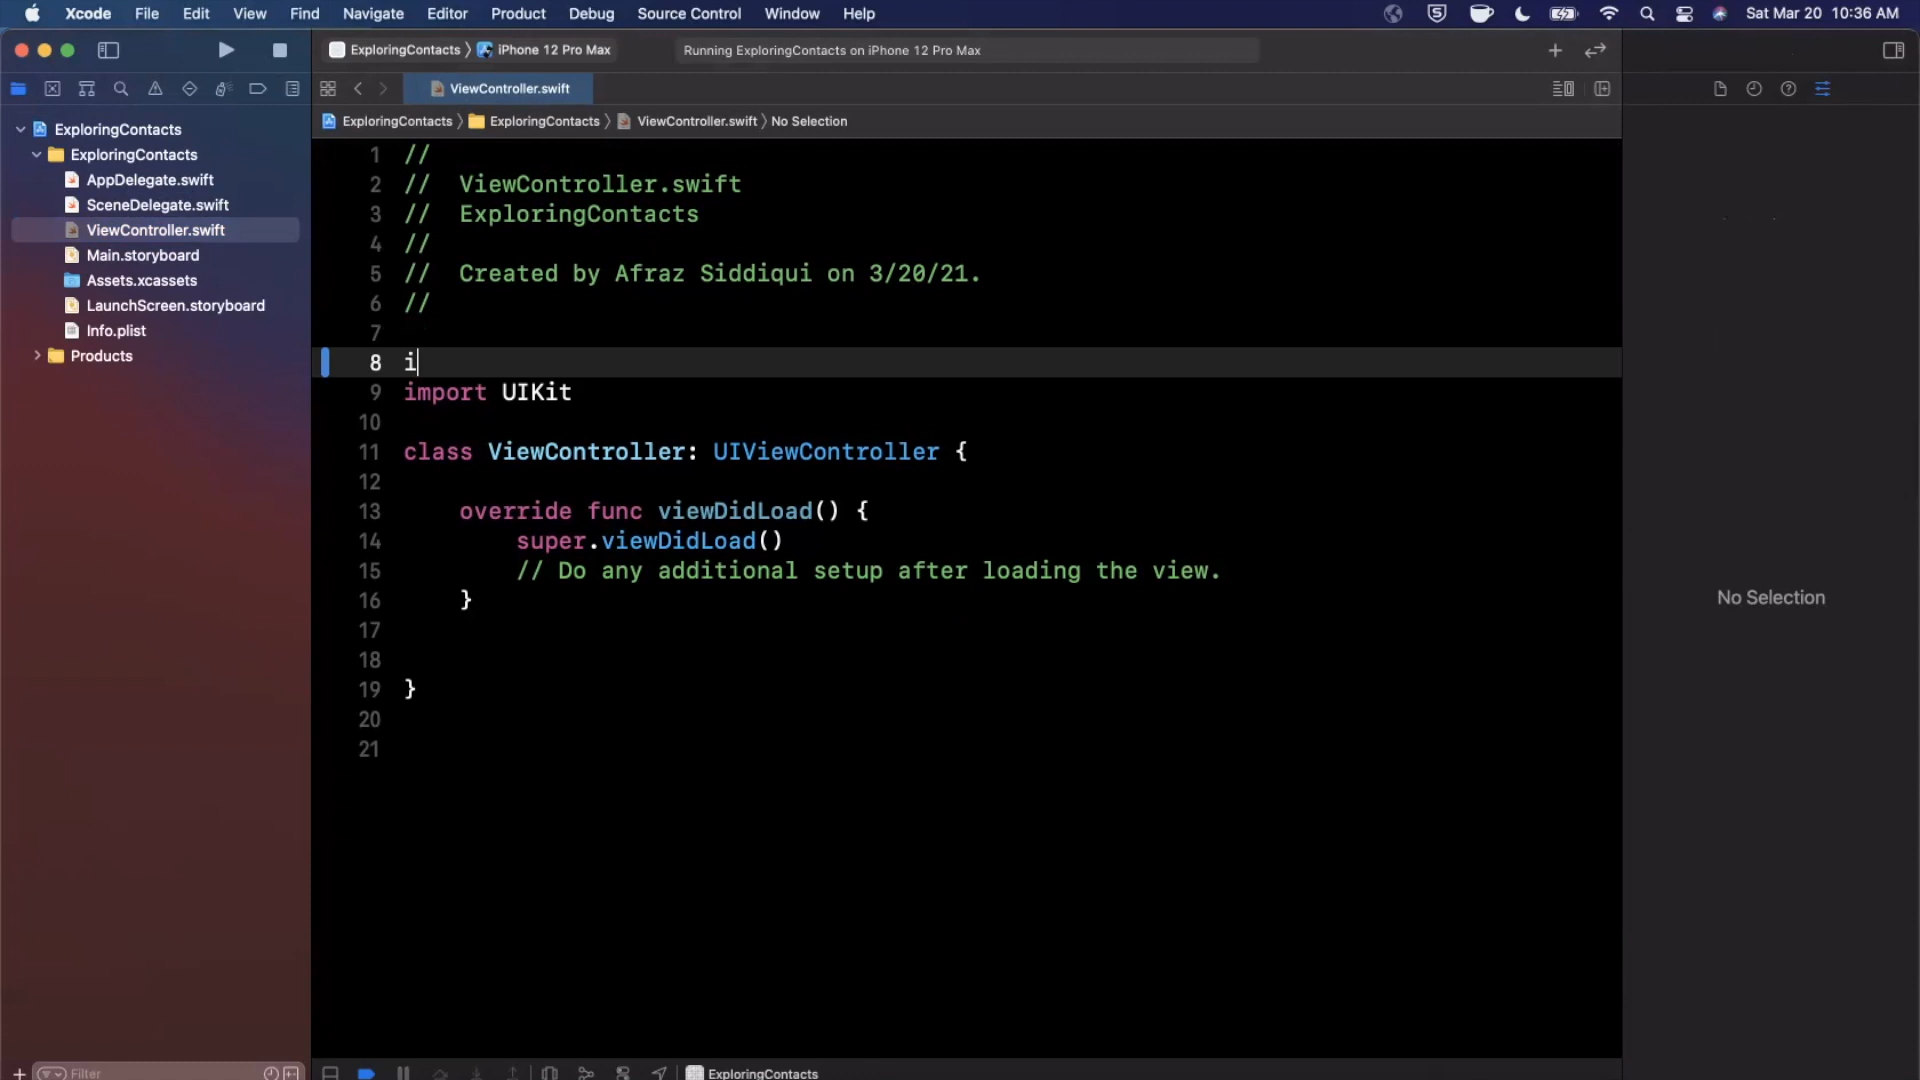 Xcode File Edit View Find Navigate Editor Product Debug Source Control Window Help Sat Mar 20 10:36 AM
ExploringContacts iPhone 12 Pro Max Running ExploringContacts on iPhone 12 Pro Max
ViewController.swift
ExploringContacts ExploringContacts ViewController.swift No Selection
ExploringContacts
ExploringContacts
AppDelegate.swift
SceneDelegate.swift
ViewController.swift
Main.storyboard
Assets.xcassets
LaunchScreen.storyboard
Info.plist
Products
1 //
2 // ViewController.swift
3 // ExploringContacts
4 //
5 // Created by Afraz Siddiqui on 3/20/21.
6 //
7
8 i
9 import UIKit
10
11 class ViewController: UIViewController {
12
13 override func viewDidLoad() {
14 super.viewDidLoad()
15 // Do any additional setup after loading the view.
16 }
17
18
19 }
20
21
No Selection
Filter
ExploringContacts